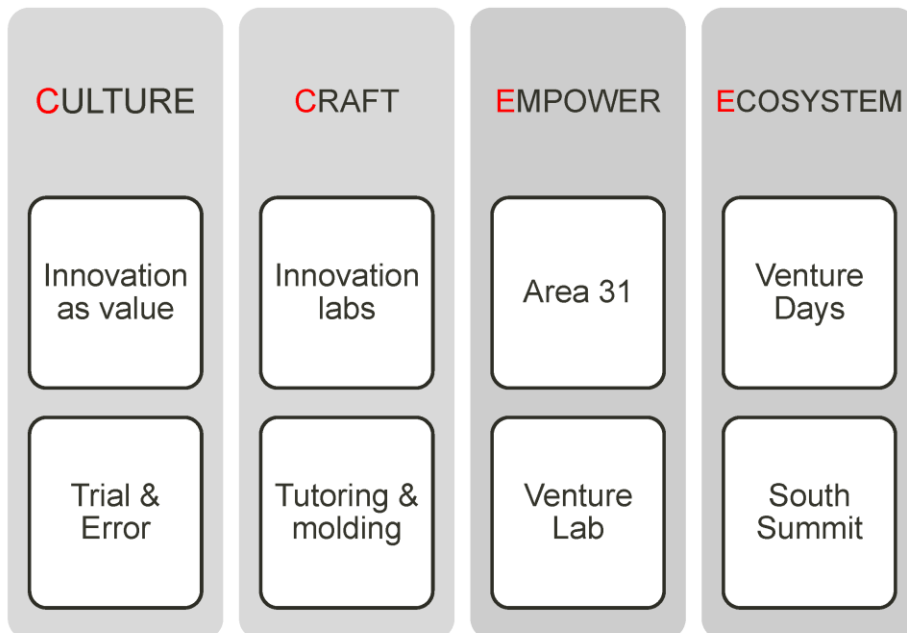 CULTURE
CRAFT
EMPOWER
ECOSYSTEM
Innovation
as value
Innovation
labs
Area 31
Venture
Days
Trial &
Error
Tutoring &
molding
Venture
Lab
South
Summit